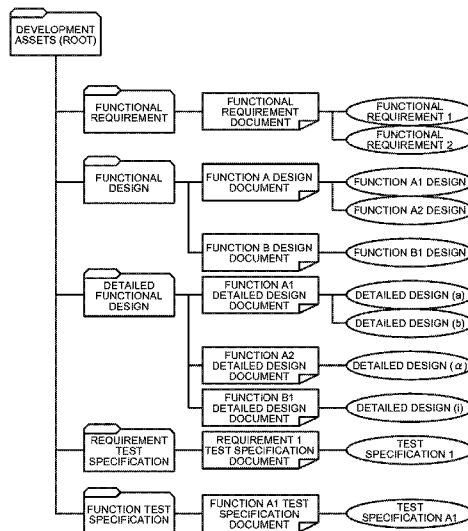 DEVELOPMENT
ASSETS (ROOT)
FUNCTIONAL
REQUIREMENT
FUNCTIONAL
REQUIREMENT
DOCUMENT
FUNCTIONAL
REQUIREMENT 1
FUNCTIONAL
REQUIREMENT 2
FUNCTIONAL
DESIGN
FUNCTION A DESIGN
DOCUMENT
FUNCTION A1 DESIGN
FUNCTION A2 DESIGN
FUNCTION B DESIGN
DOCUMENT
FUNCTION B1 DESIGN
DETAILED
FUNCTIONAL
DESIGN
FUNCTION A1
DETAILED DESIGN
DOCUMENT
DETAILED DESIGN (a)
DETAILED DESIGN (b)
FUNCTION A2
DETAILED DESIGN
DOCUMENT
DETAILED DESIGN (α)
FUNCTION B1
DETAILED DESIGN
DOCUMENT
DETAILED DESIGN (i)
REQUIREMENT
TEST
SPECIFICATION
REQUIREMENT 1
TEST SPECIFICATION
DOCUMENT
TEST
SPECIFICATION 1
FUNCTION TEST
SPECIFICATION
FUNCTION A1 TEST
SPECIFICATION
DOCUMENT
TEST
SPECIFICATION A1